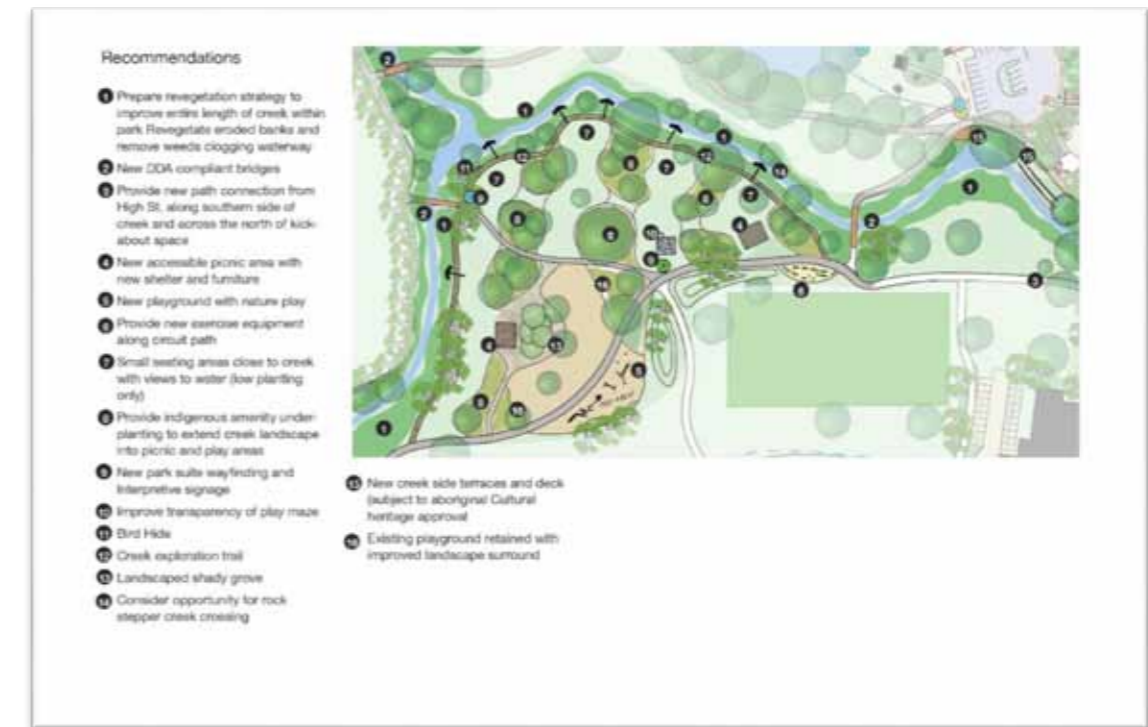 Recommendations
1 Prepare revegetation strategy to
improve entire length of creek within
park Revegetate eroded banks and
remove weeds clogging waterway
2 New DDA compliant bridges
3 Provide new path connection from
High St. along southern side of
creek and across the north of kick-
about space
4 New accessible picnic area with
new shelter and furniture
5 New playground with nature play
6 Provide new exercise equipment
along circuit path
7 Small seating areas close to creek
with views to water (low planting
only)
8 Provide indigenous amenity under-
planting to extend creek landscape
into picnic and play areas
9 New park suite wayfinding and
Interpretive signage
10 Improve transparency of play maze
11 Bird Hide
12 Creek exploration trail
13 Landscaped shady grove
14 Consider opportunity for rock
stepper creek crossing
15 New creek side terraces and deck
(subject to aboriginal Cultural
heritage approval
16 Existing playground retained with
improved landscape surround